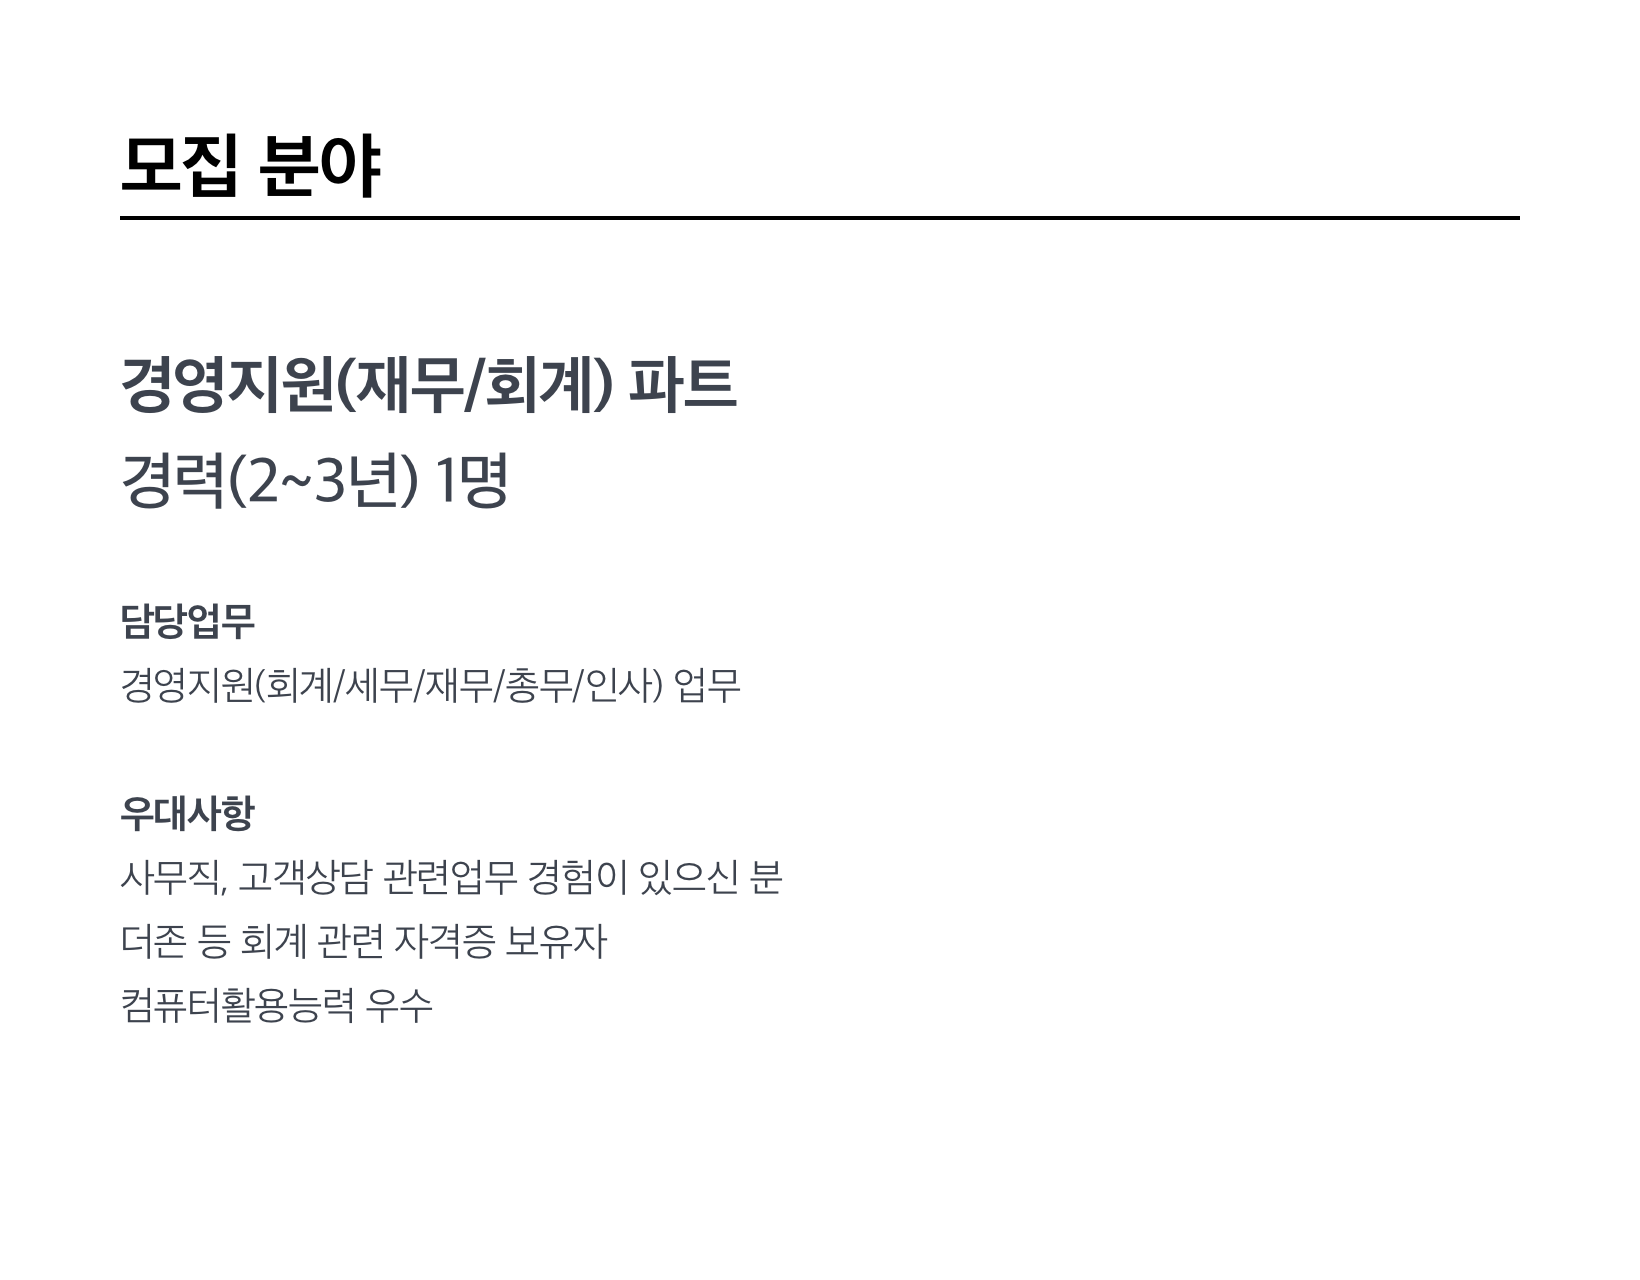 모집 분야
경영지원(재무/회계) 파트
경력(2~3년) 1명
담당업무
경영지원(회계/세무/재무/총무/인사) 업무
우대사항
사무직, 고객상담 관련업무 경험이 있으신 분
더존 등 회계 관련 자격증 보유자
컴퓨터활용능력 우수